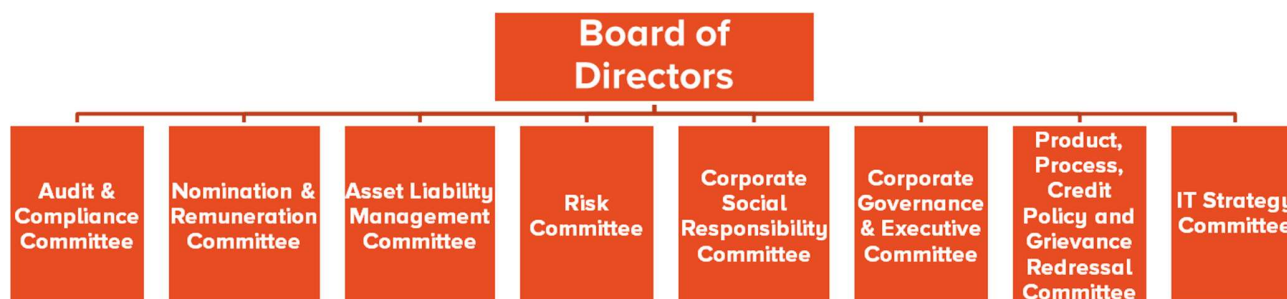 Board of
Directors
Audit &
Compliance
Committee
Nomination &
Remuneration
Committee
Asset Liability
Management
Committee
Risk
Committee
Corporate
Social
Responsibility
Committee
Corporate
Governance
& Executive
Committee
Product,
Process,
Credit
Policy and
Grievance
Redressal
Committee
IT Strategy
Committee